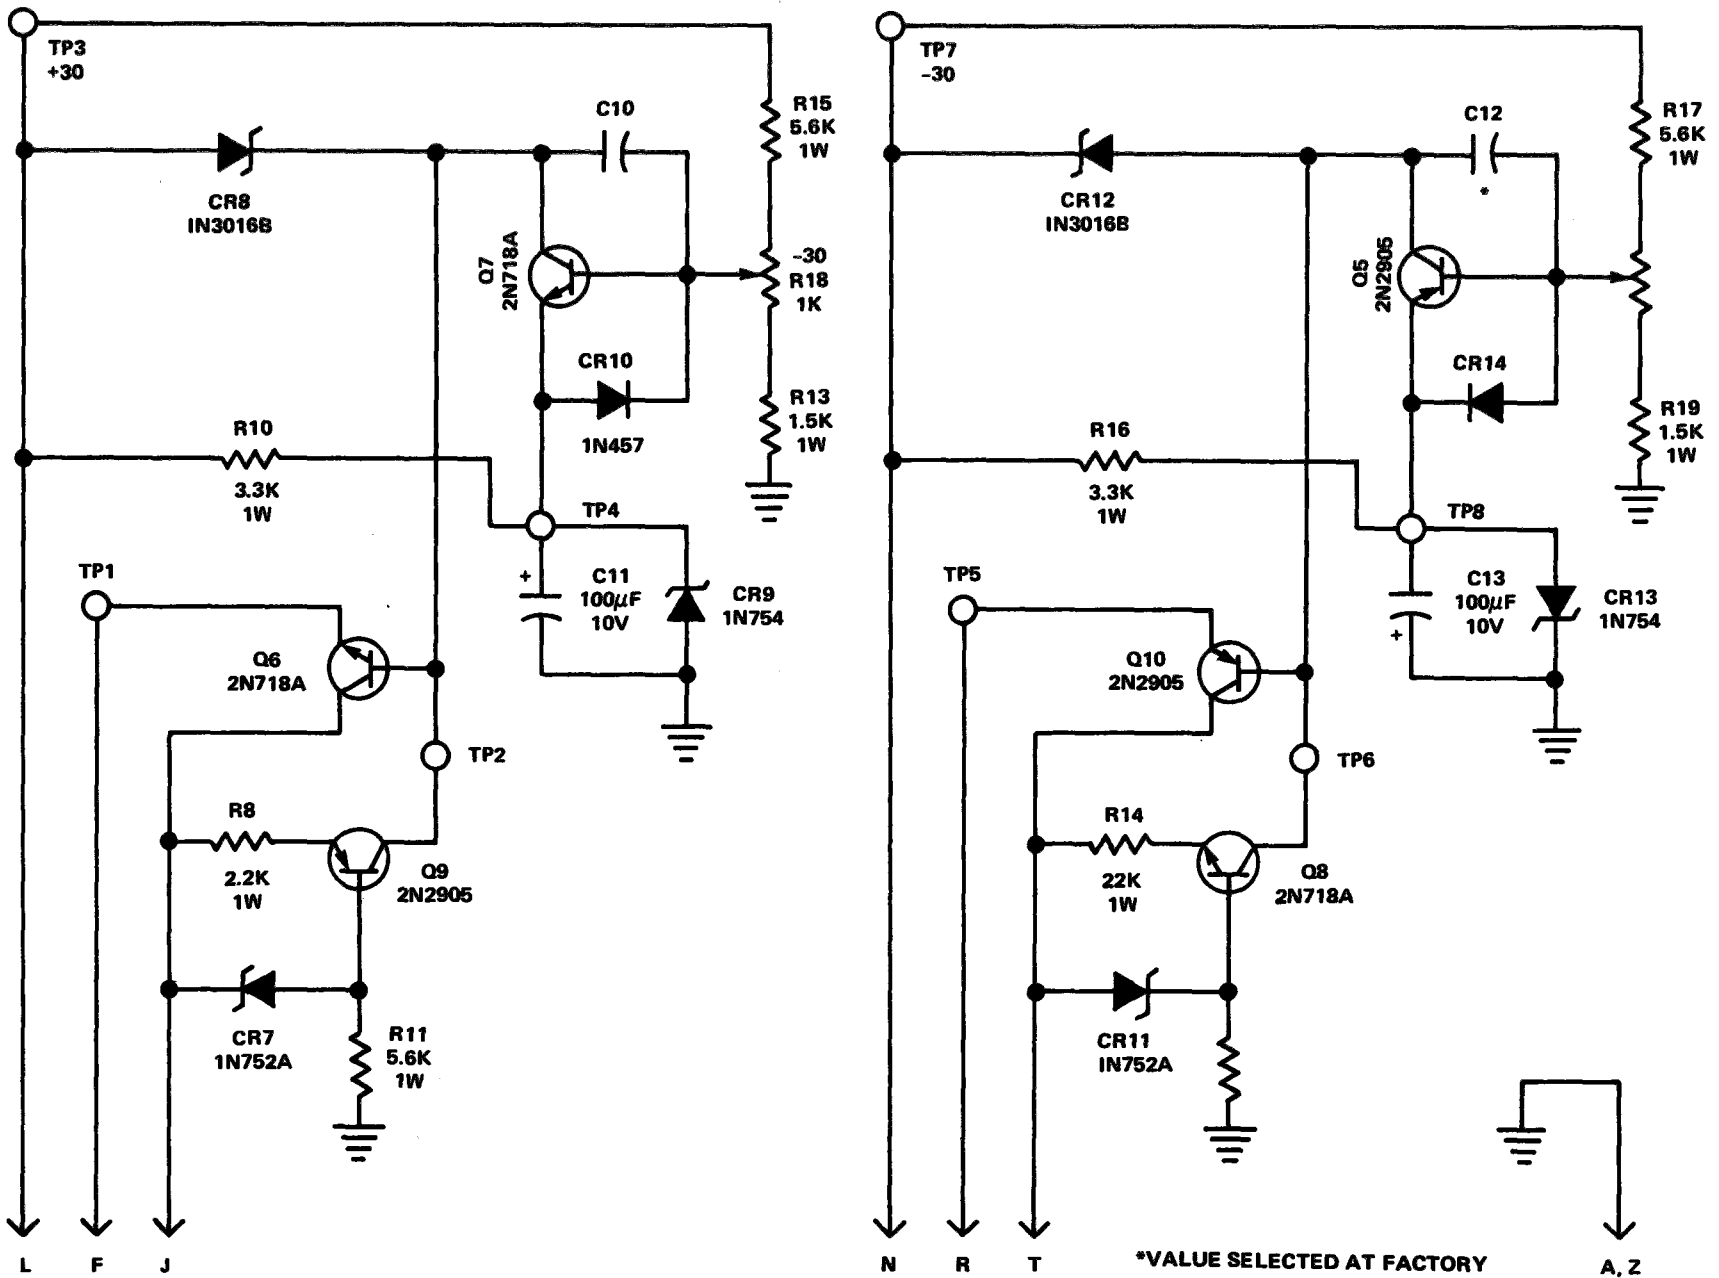 TP3
+30
C10
R15
5.6K
1W
CR8
IN3016B
Q7
2N718A
-30
R18
1K
CR10
1N457
R13
1.5K
1W
R10
3.3K
1W
TP4
TP1
+
C11
100µF
10V
CR9
1N754
Q6
2N718A
TP2
R8
2.2K
1W
Q9
2N2905
CR7
1N752A
R11
5.6K
1W
L
F
J
TP7
-30
C12
*
R17
5.6K
1W
CR12
IN3016B
Q5
2N2905
CR14
R19
1.5K
1W
R16
3.3K
1W
TP8
TP5
C13
100µF
10V
+
CR13
1N754
Q10
2N2905
TP6
R14
22K
1W
Q8
2N718A
CR11
IN752A
N
R
T
*VALUE SELECTED AT FACTORY
A, Z